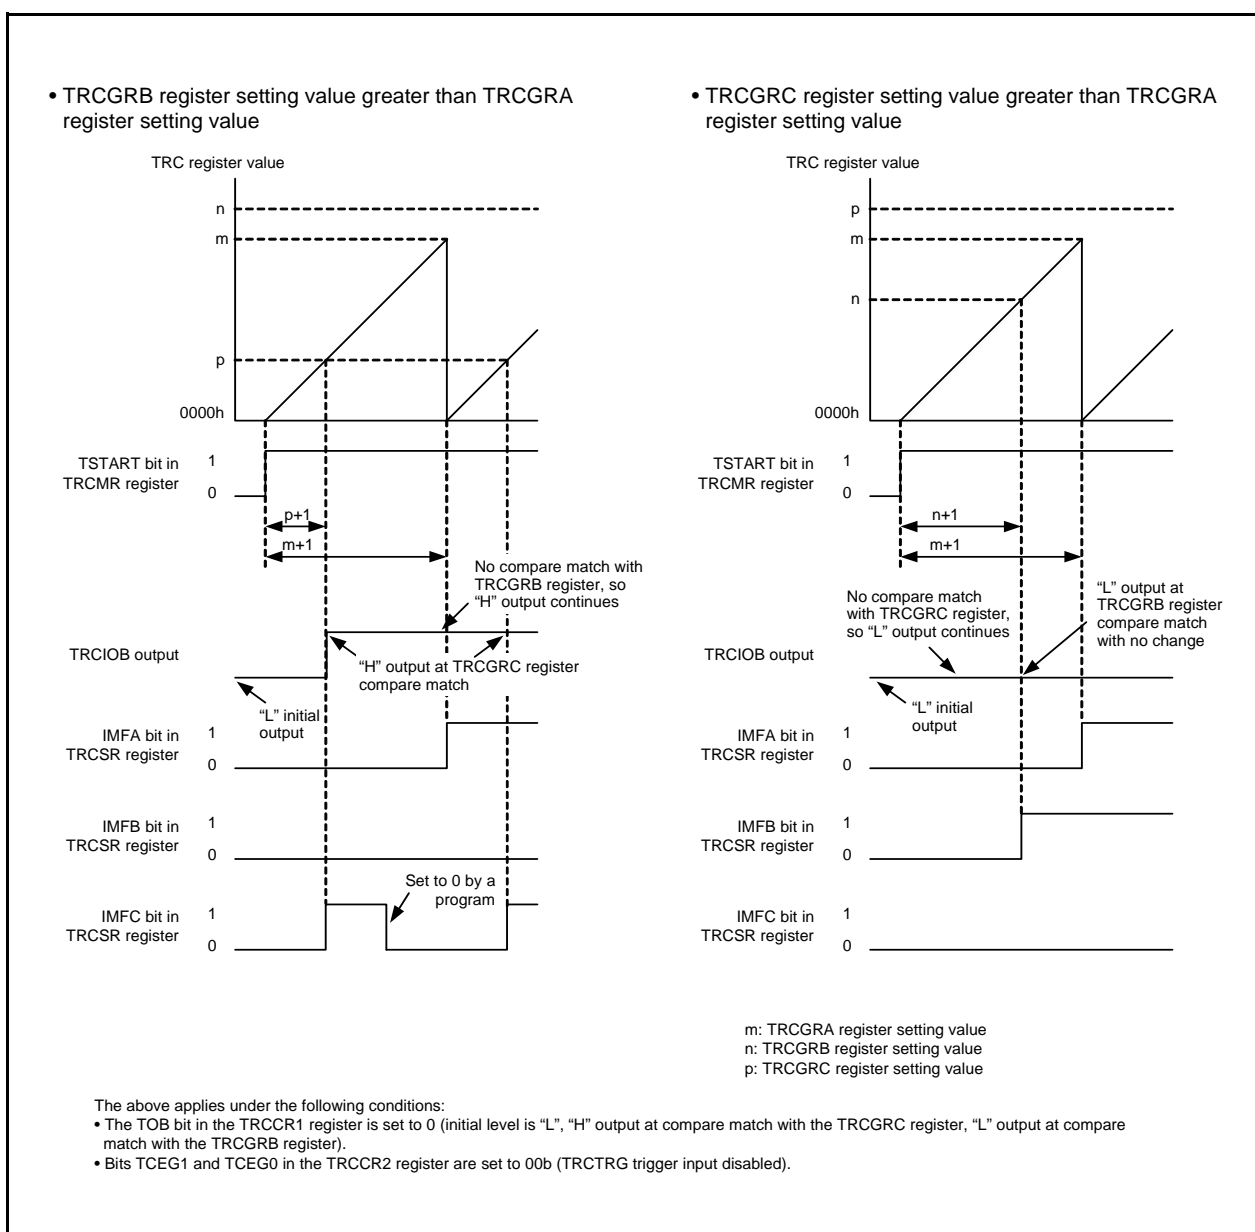 • TRCGRB register setting value greater than TRCGRA
register setting value
TRC register value
n
m
p
0000h
TSTART bit in
TRCMR register
1
0
p+1
m+1
No compare match with
TRCGRB register, so
“H” output continues
TRCIOB output
“H” output at TRCGRC register
compare match
“L” initial
output
IMFA bit in
TRCSR register
1
0
IMFB bit in
TRCSR register
1
0
Set to 0 by a
program
IMFC bit in
TRCSR register
1
0
• TRCGRC register setting value greater than TRCGRA
register setting value
TRC register value
p
m
n
0000h
TSTART bit in
TRCMR register
1
0
n+1
m+1
No compare match
with TRCGRC register,
so “L” output continues
“L” output at
TRCGRB register
compare match
with no change
TRCIOB output
“L” initial
output
IMFA bit in
TRCSR register
1
0
IMFB bit in
TRCSR register
1
0
IMFC bit in
TRCSR register
1
0
m: TRCGRA register setting value
n: TRCGRB register setting value
p: TRCGRC register setting value
The above applies under the following conditions:
• The TOB bit in the TRCCR1 register is set to 0 (initial level is “L”, “H” output at compare match with the TRCGRC register, “L” output at compare
match with the TRCGRB register).
• Bits TCEG1 and TCEG0 in the TRCCR2 register are set to 00b (TRCTRG trigger input disabled).